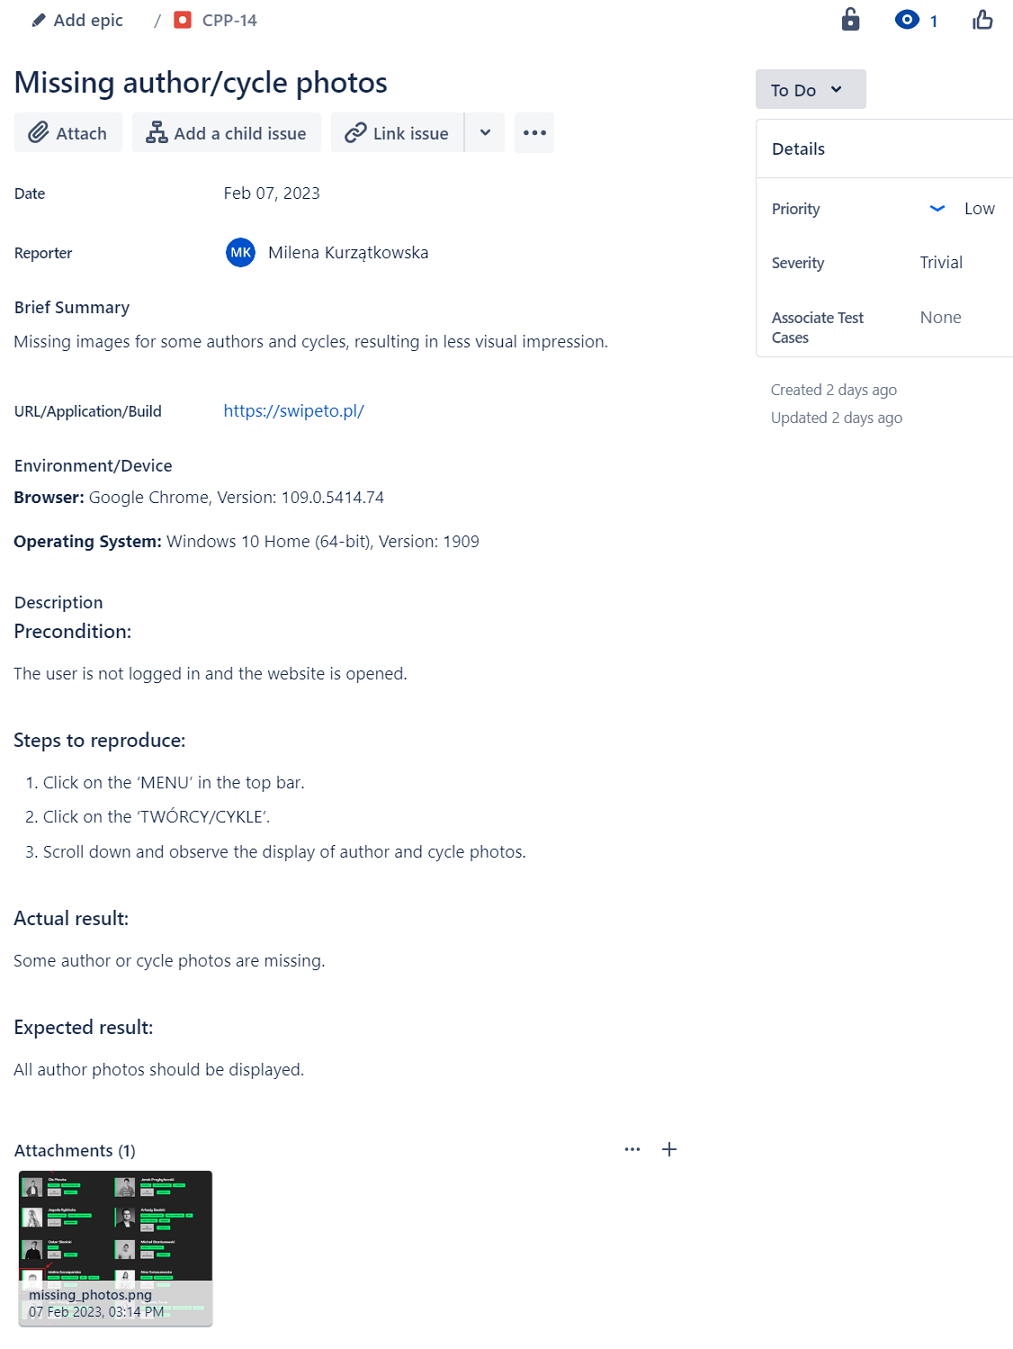 Add epic / CPP-14
1
Missing author/cycle photos
To Do
Attach
Add a child issue
Link issue
Details
Date Feb 07, 2023
Priority Low
Reporter MK Milena Kurzątkowska
Severity Trivial
Brief Summary
Associate Test Cases None
Missing images for some authors and cycles, resulting in less visual impression.
Created 2 days ago
Updated 2 days ago
URL/Application/Build https://swipeto.pl/
Environment/Device
Browser: Google Chrome, Version: 109.0.5414.74
Operating System: Windows 10 Home (64-bit), Version: 1909
Description
Precondition:
The user is not logged in and the website is opened.
Steps to reproduce:
1. Click on the ‘MENU’ in the top bar.
2. Click on the ‘TWÓRCY/CYKLE’.
3. Scroll down and observe the display of author and cycle photos.
Actual result:
Some author or cycle photos are missing.
Expected result:
All author photos should be displayed.
Attachments (1)
missing_photos.png
07 Feb 2023, 03:14 PM